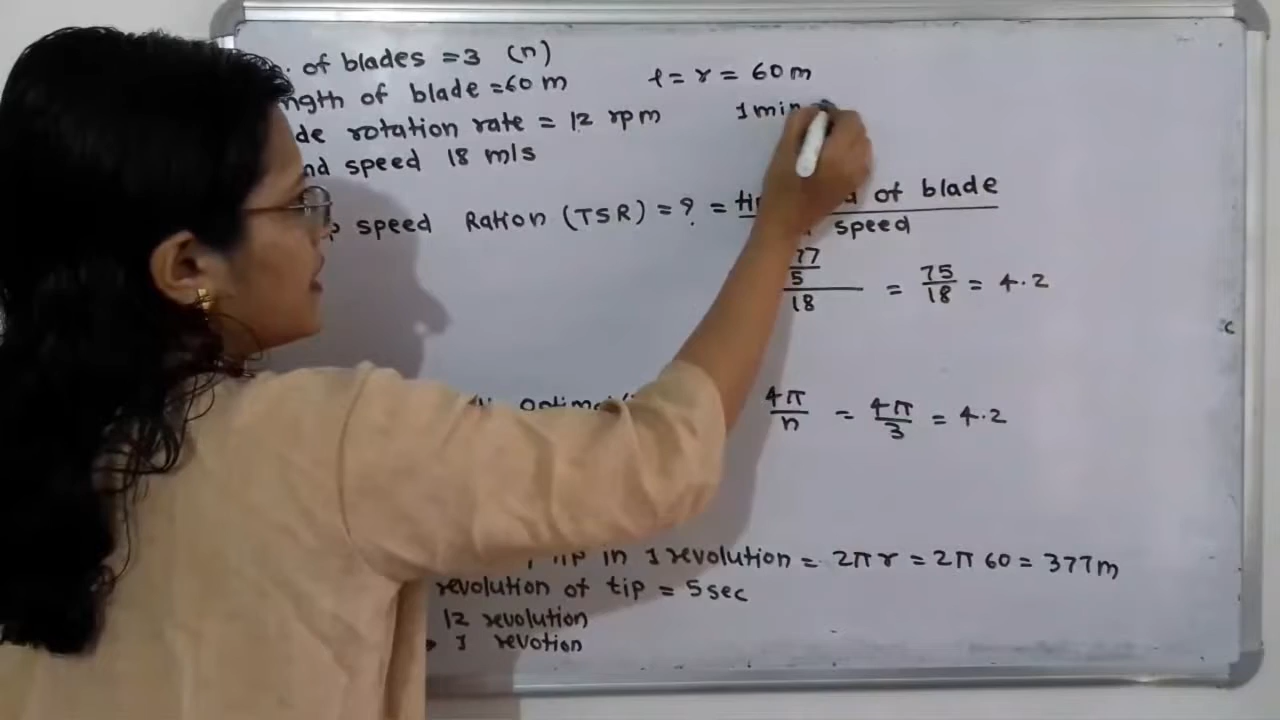 of blades = 3 (n)
ngth of blade = 60 m
l = r = 60 m
de rotation rate = 12 rpm
1 min
nd speed 18 m/s
speed Ration (TSR) = ? = of blade
speed
77
5
18
= 75/18 = 4.2
4π/n = 4π/3 = 4.2
tip in 1 revolution = 2πr = 2π 60 = 377m
revolution of tip = 5 sec
12 revolution
1 revotion